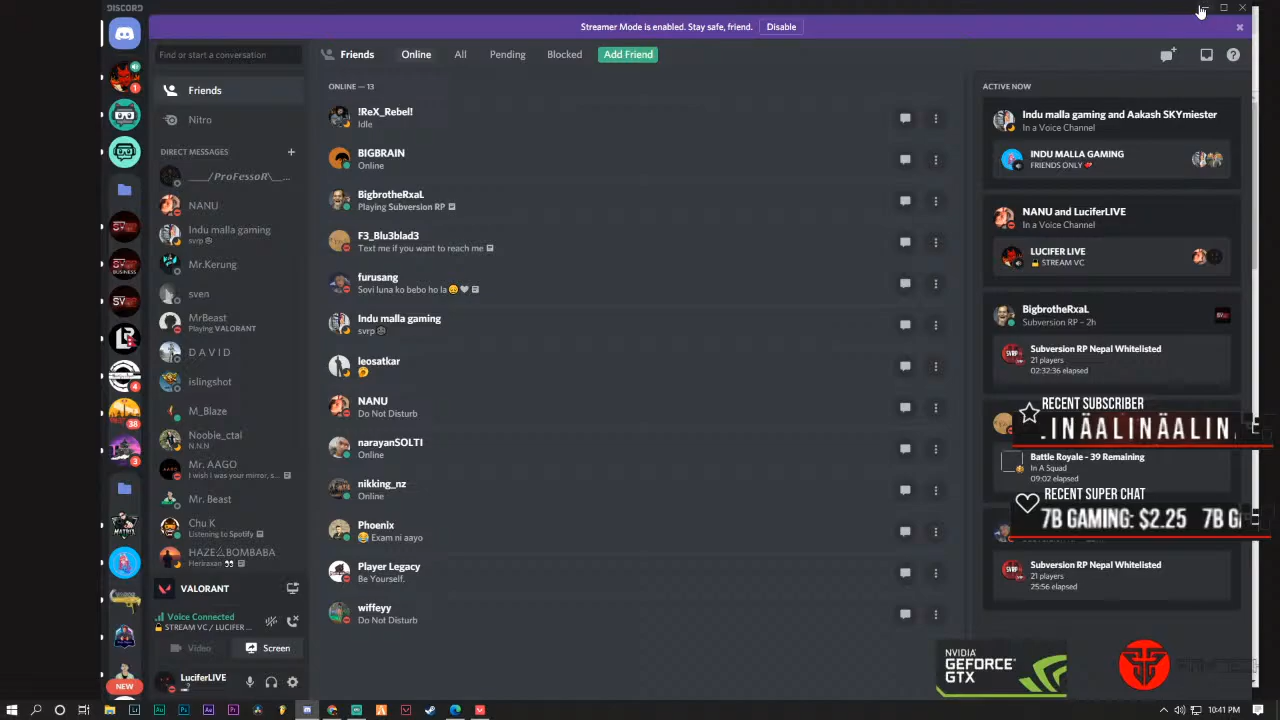 DISCORD
Streamer Mode is enabled. Stay safe, friend.
Disable
Find or start a conversation
Friends
Online
All
Pending
Blocked
Add Friend
Friends
Nitro
DIRECT MESSAGES
___/ProFessoR\__...
NANU
Indu malla gaming
svrp
Mr.Kerung
sven
MrBeast
Playing VALORANT
D A V I D
islingshot
M_Blaze
Noobie_ctal
N.N.N
Mr. AAGO
I wish I was your mirror, s...
Mr. Beast
Chu K
Listening to Spotify
HAZE BOMBABA
Heriraxan 👀
VALORANT
Voice Connected
STREAM VC / LUCIFER ...
Video
Screen
LuciferLIVE
NEW
1
4
38
3
ONLINE — 13
!ReX_Rebel!
Idle
BIGBRAIN
Online
BigbrotheRxaL
Playing Subversion RP
F3_Blu3blad3
Text me if you want to reach me
furusang
Sovi luna ko bebo ho la
Indu malla gaming
svrp
leosatkar
NANU
Do Not Disturb
narayanSOLTI
Online
nikking_nz
Online
Phoenix
😂 Exam ni aayo
Player Legacy
Be Yourself,
wiffeyy
Do Not Disturb
ACTIVE NOW
Indu malla gaming and Aakash SKYmiester
In a Voice Channel
INDU MALLA GAMING
FRIENDS ONLY
NANU and LuciferLIVE
In a Voice Channel
LUCIFER LIVE
STREAM VC
BigbrotheRxaL
Subversion RP – 2h
Subversion RP Nepal Whitelisted
21 players
02:32:36 elapsed
RECENT SUBSCRIBER
.INÄALINÄALIN.
Battle Royale - 39 Remaining
In A Squad
09:02 elapsed
RECENT SUPER CHAT
7B GAMING: $2.25 7B G
Subversion RP Nepal Whitelisted
21 players
25:56 elapsed
NVIDIA
GEFORCE
GTX
10:41 PM